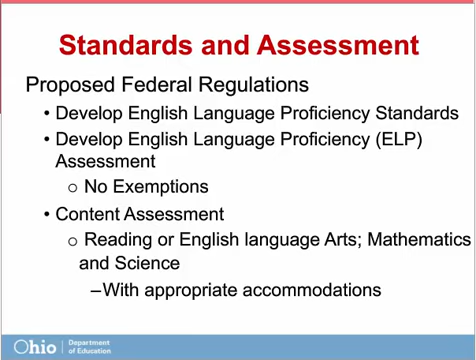 Standards and Assessment
Proposed Federal Regulations
• Develop English Language Proficiency Standards
• Develop English Language Proficiency (ELP)
Assessment
o No Exemptions
• Content Assessment
o Reading or English language Arts; Mathematics
and Science
–With appropriate accommodations
Ohio | Department
of Education